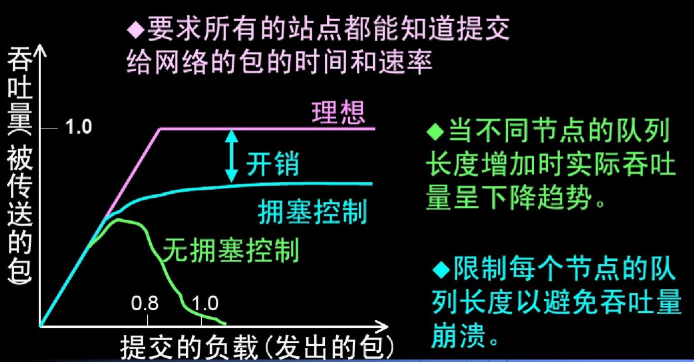 ◆要求所有的站点都能知道提交
给网络的包的时间和速率
吞吐量(被传送的包)
1.0
理想
开销
拥塞控制
无拥塞控制
0.8
1.0
提交的负载(发出的包)
◆当不同节点的队列
长度增加时实际吞吐
量呈下降趋势。
◆限制每个节点的队
列长度以避免吞吐量
崩溃。